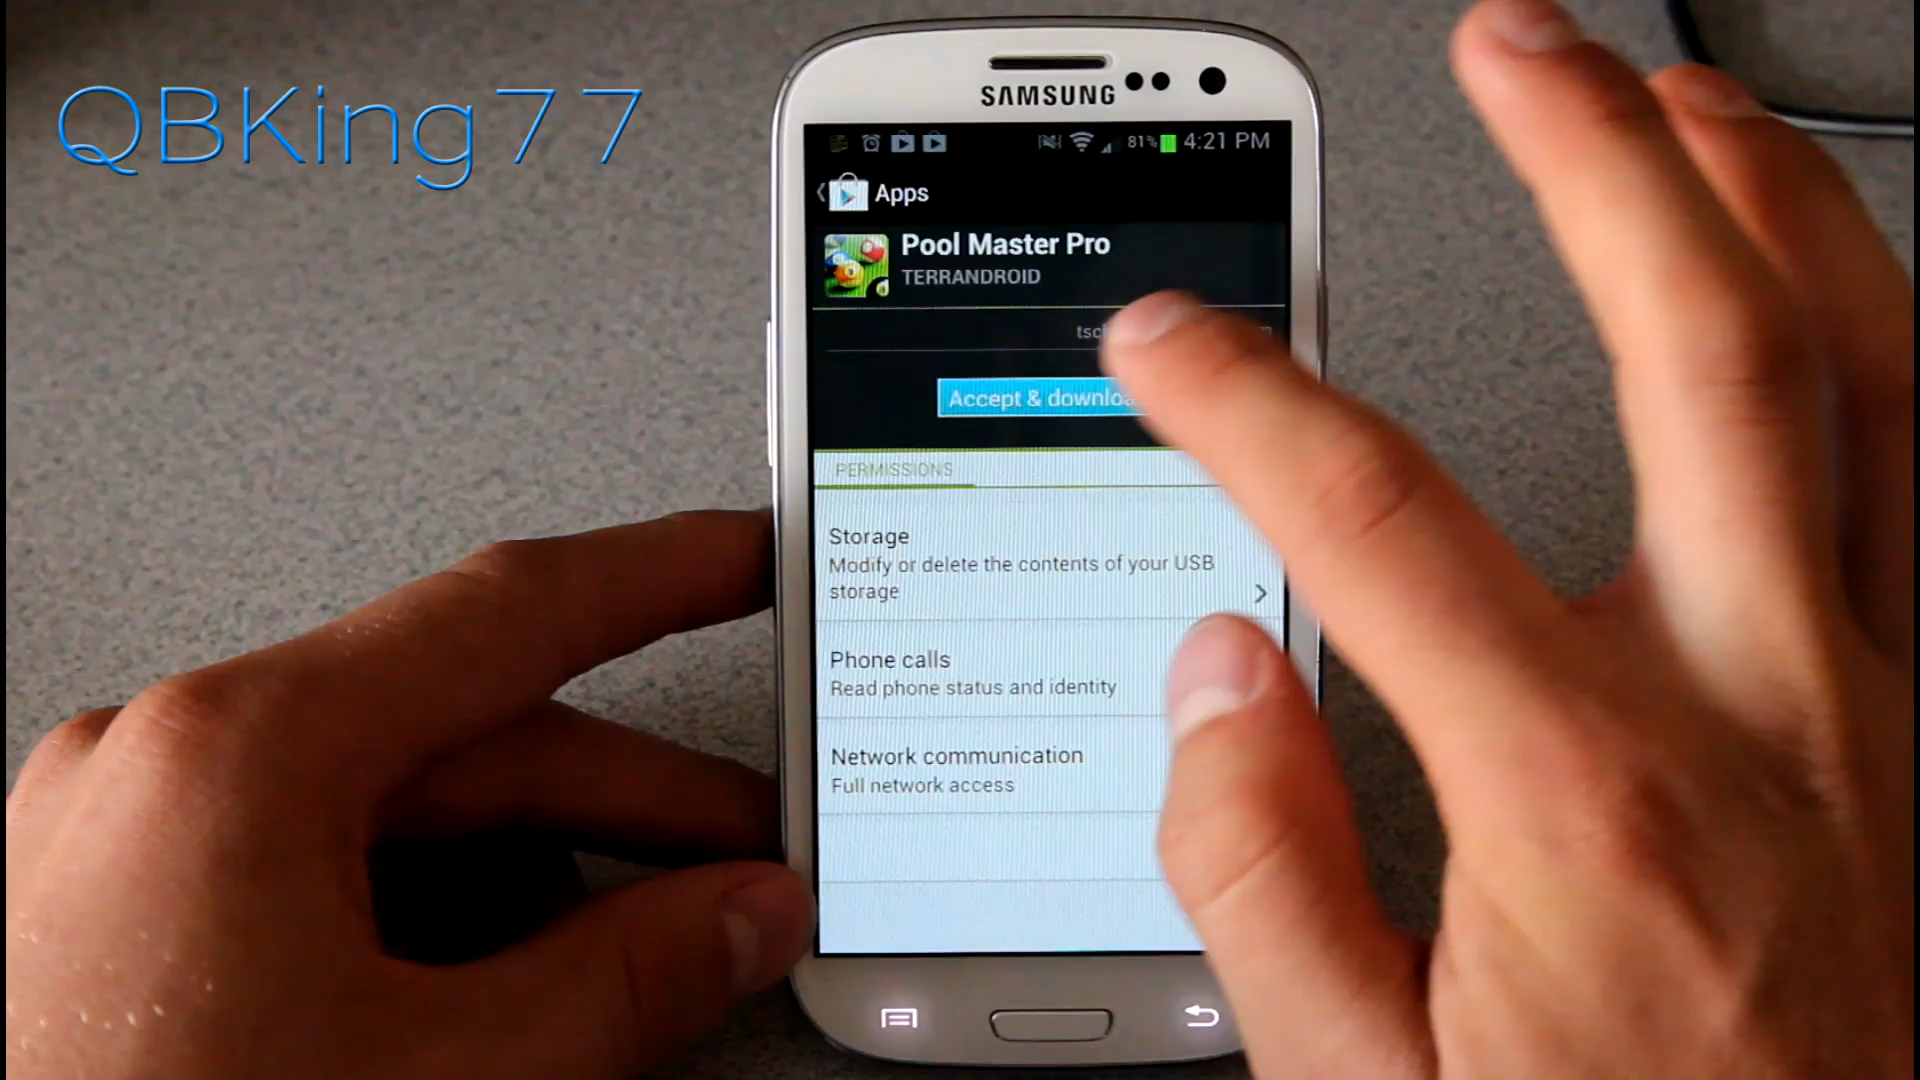 QBKing77
SAMSUNG
81% 4:21 PM
Apps
Pool Master Pro
TERRANDROID
Accept &
PERMISSIONS
Storage
Modify or delete the contents of your USB
storage
Phone calls
Read phone status and identity
Network communication
Full network access